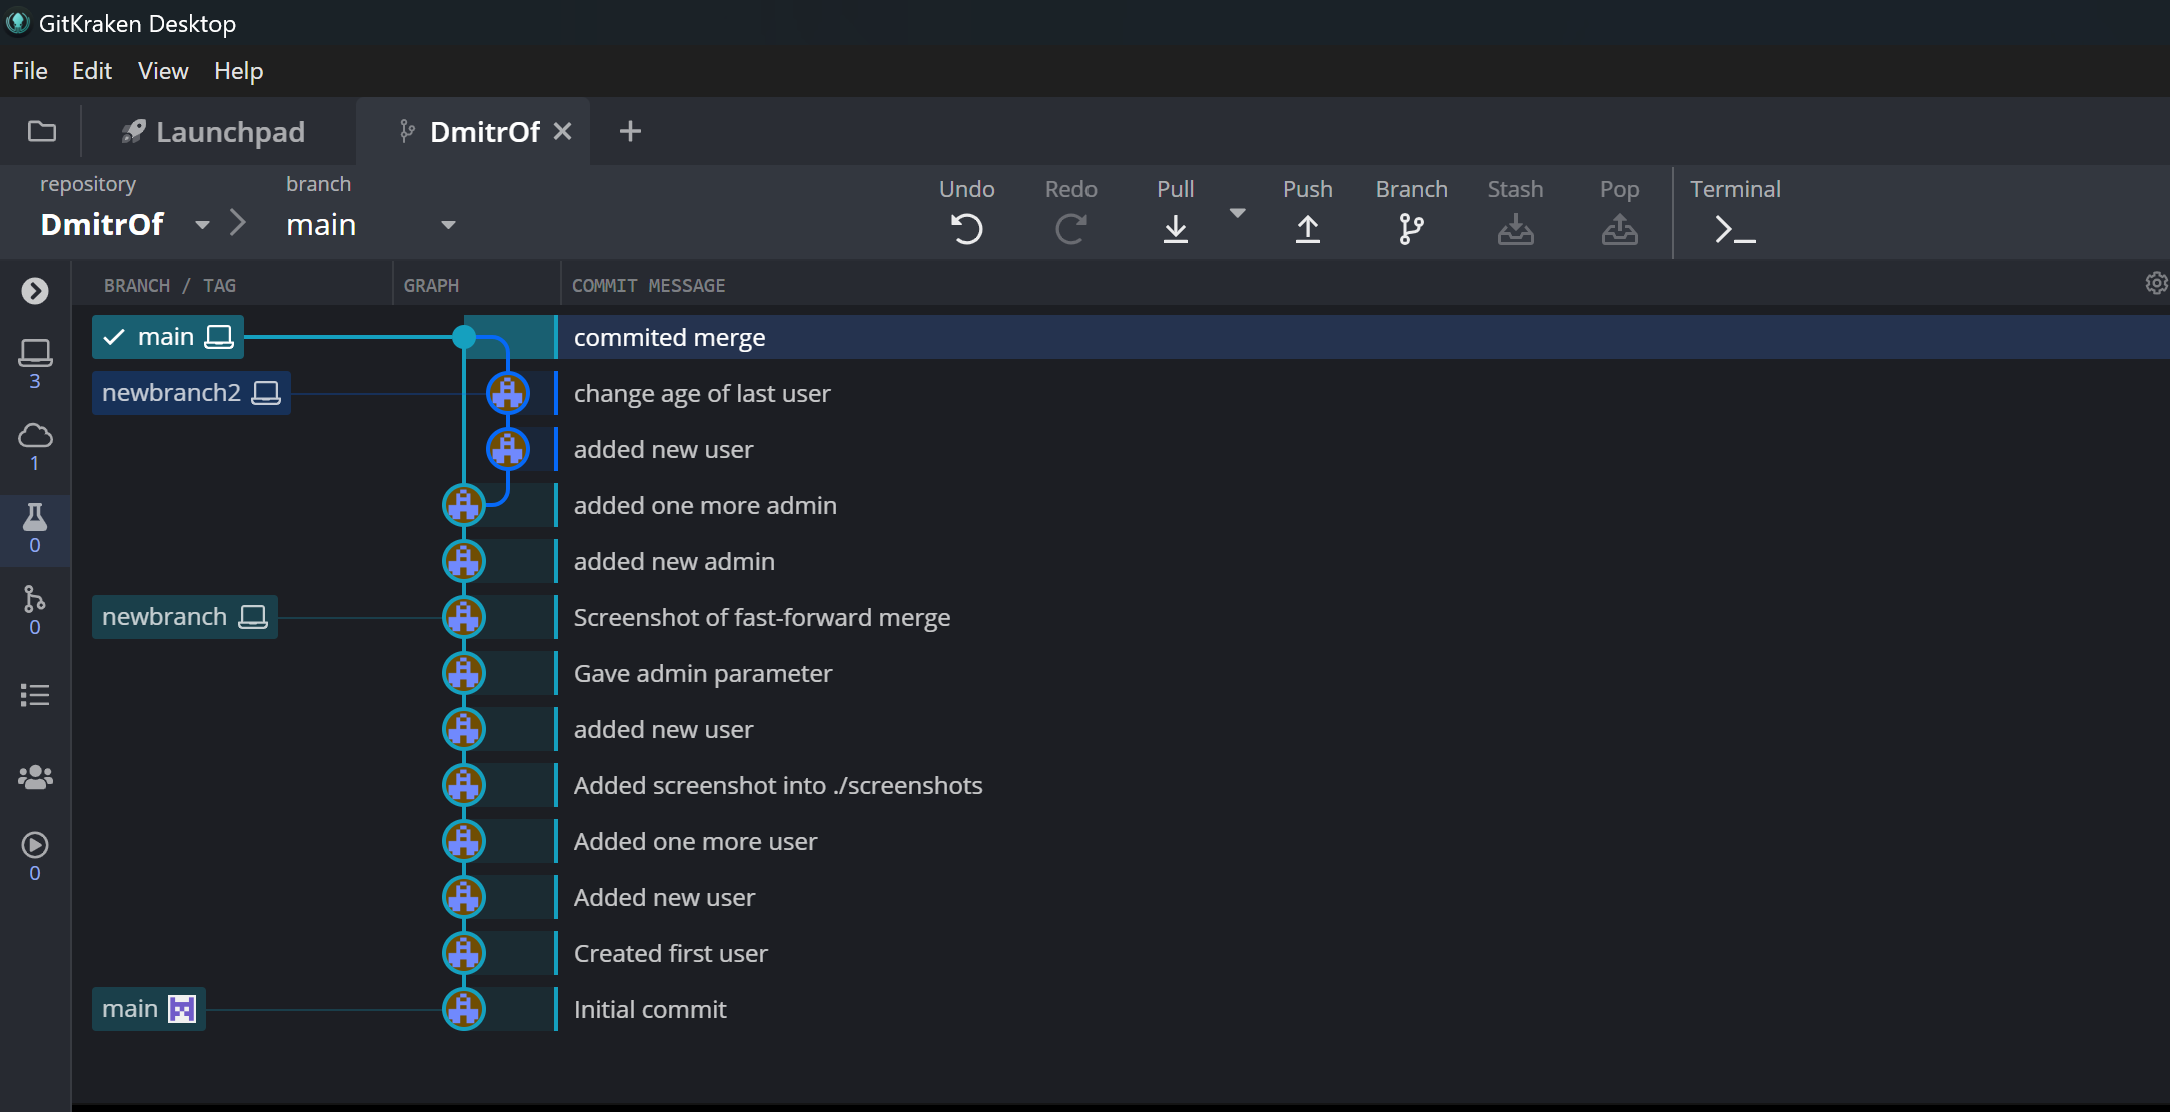 GitKraken Desktop
File Edit View Help
Launchpad DmitrOf
repository branch
DmitrOf main
Undo Redo Pull Push Branch Stash Pop Terminal
BRANCH / TAG GRAPH COMMIT MESSAGE
main commited merge
newbranch2 change age of last user
added new user
added one more admin
added new admin
newbranch Screenshot of fast-forward merge
Gave admin parameter
added new user
Added screenshot into ./screenshots
Added one more user
Added new user
Created first user
main Initial commit
3
1
0
0
0